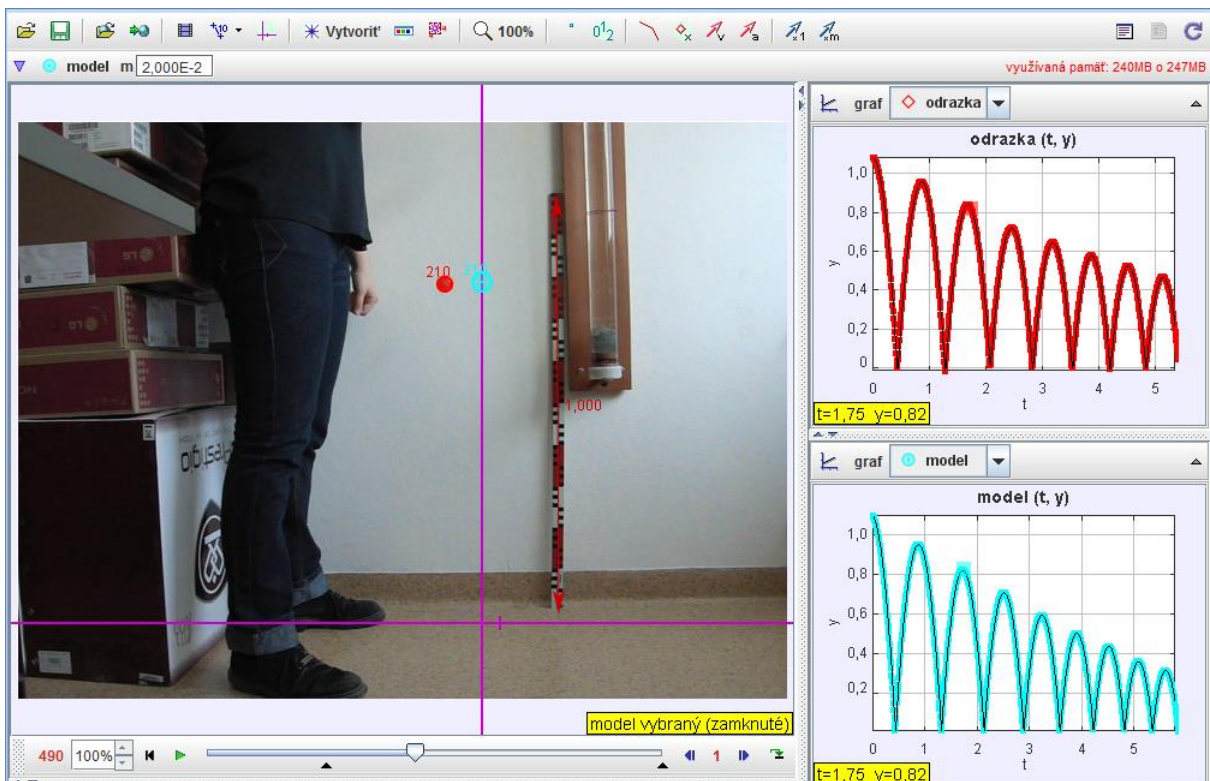 Vytvoriť 100%
model m 2,000E-2
využívaná pamäť: 240MB o 247MB
graf odrazka
odrazka (t, y)
1,0
0,8
0,6
0,4
0,2
0
y
0 1 2 3 4 5
t
t=1,75 y=0,82
210
1,000
LG
LG
graf model
model (t, y)
1,0
0,8
0,6
0,4
0,2
y
0 1 2 3 4 5
t
t=1,75 y=0,82
model vybraný (zamknuté)
490 100% 1